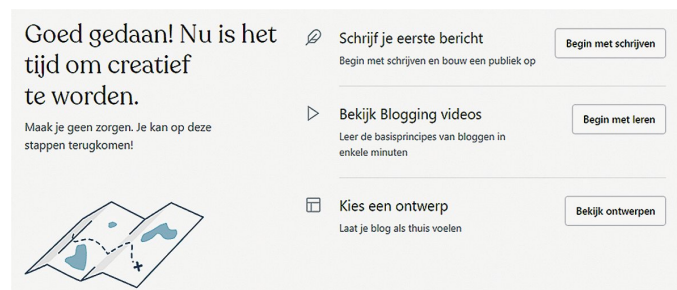 Goed gedaan! Nu is het
tijd om creatief
te worden.
Maak je geen zorgen. Je kan op deze
stappen terugkomen!
Schrijf je eerste bericht
Begin met schrijven en bouw een publiek op
Begin met schrijven
Bekijk Blogging videos
Leer de basisprincipes van bloggen in
enkele minuten
Begin met leren
Kies een ontwerp
Laat je blog als thuis voelen
Bekijk ontwerpen